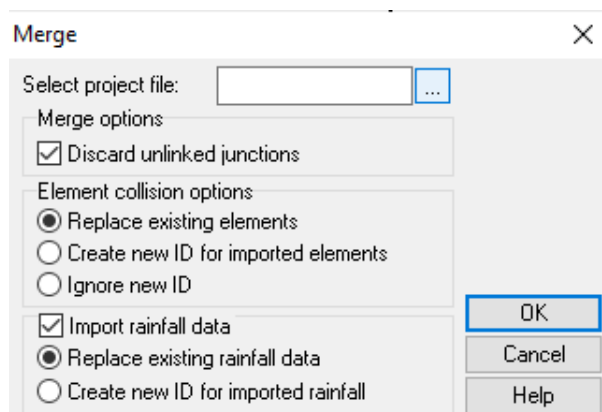 Merge
Select project file:
...
Merge options
Discard unlinked junctions
Element collision options
Replace existing elements
Create new ID for imported elements
Ignore new ID
Import rainfall data
Replace existing rainfall data
Create new ID for imported rainfall
OK
Cancel
Help